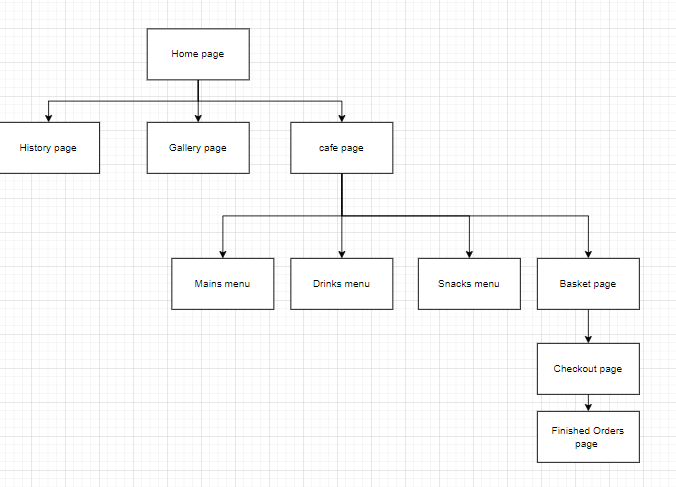 Home page
History page
Gallery page
cafe page
Mains menu
Drinks menu
Snacks menu
Basket page
Checkout page
Finished Orders
page